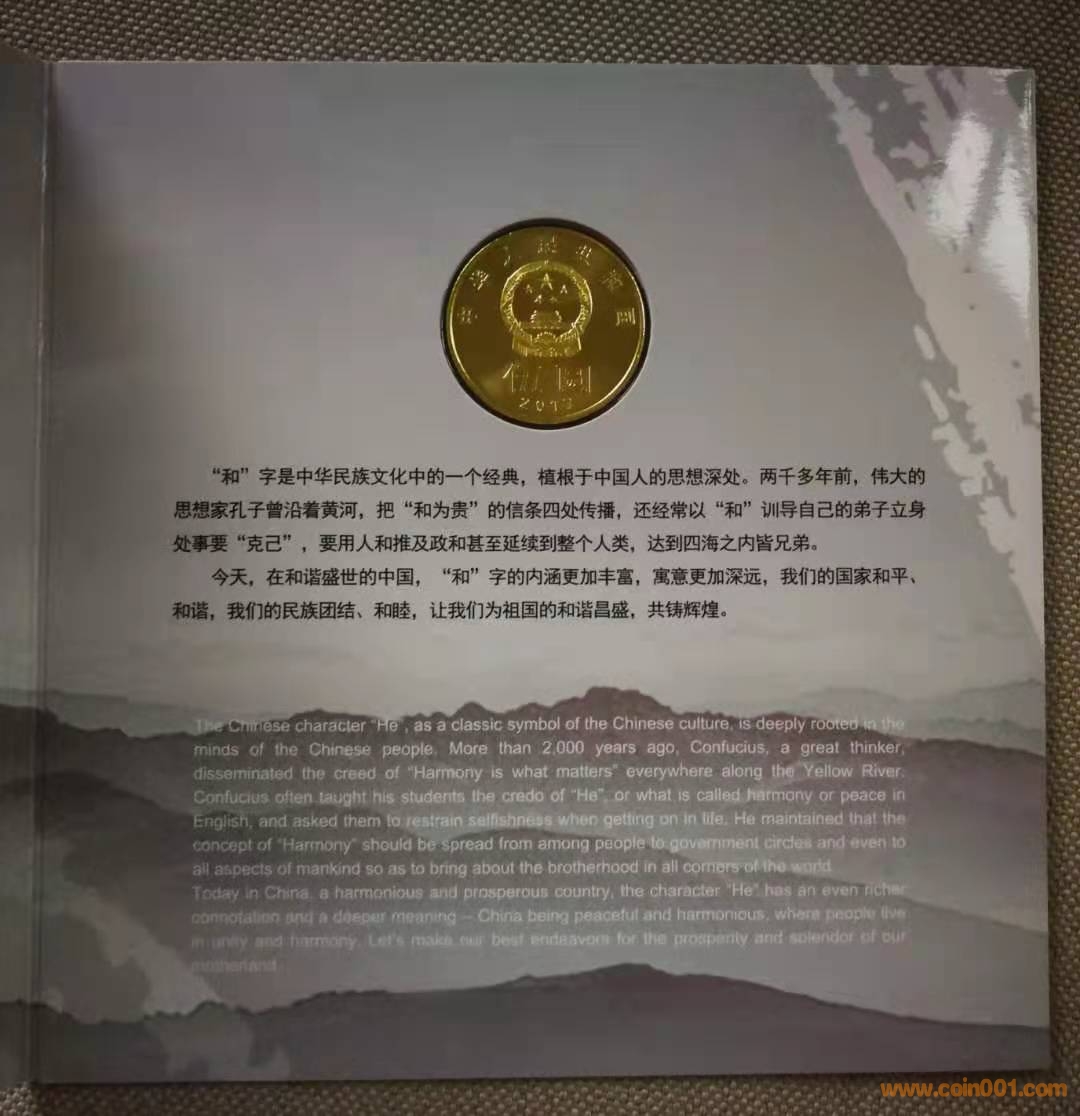 中华人民共和国
伍圆
2013
“和”字是中华民族文化中的一个经典，植根于中国人的思想深处。两千多年前，伟大的
思想家孔子曾沿着黄河，把“和为贵”的信条四处传播，还经常以“和”训导自己的弟子立身
处事要“克己”，要用人和推及政和甚至延续到整个人类，达到四海之内皆兄弟。
今天，在和谐盛世的中国，“和”字的内涵更加丰富，寓意更加深远，我们的国家和平、
和谐，我们的民族团结、和睦，让我们为祖国的和谐昌盛，共铸辉煌。
The Chinese character “He”, as a classic symbol of the Chinese culture, is deeply rooted in the
minds of the Chinese people. More than 2,000 years ago, Confucius, a great thinker,
disseminated the creed of “Harmony is what matters” everywhere along the Yellow River.
Confucius often taught his students the credo of “He”, or what is called harmony or peace in
English, and asked them to restrain selfishness when getting on in life. He maintained that the
concept of “Harmony” should be spread from among people to government circles and even to
all aspects of mankind so as to bring about the brotherhood in all corners of the world.
Today in China, a harmonious and prosperous country, the character “He” has an even richer
connotation and a deeper meaning – China being peaceful and harmonious, where people live
in unity and harmony. Let's make our best endeavors for the prosperity and splendor of our
motherland.
www.coin001.com